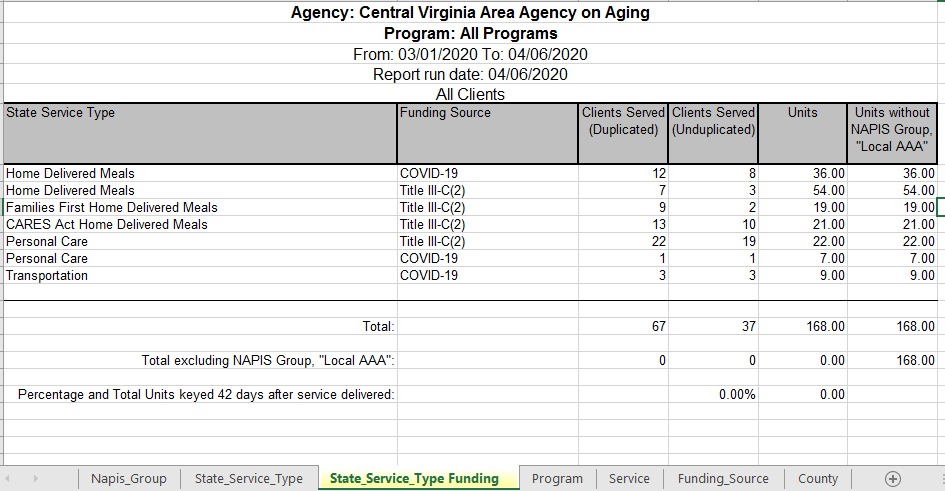 Agency: Central Virginia Area Agency on Aging
Program: All Programs
From: 03/01/2020 To: 04/06/2020
Report run date: 04/06/2020
All Clients
State Service Type Funding Source Clients Served Clients Served Units Units without
(Duplicated) (Unduplicated) NAPIS Group,
"Local AAA"
Home Delivered Meals COVID-19 12 8 36.00 36.00
Home Delivered Meals Title III-C(2) 7 3 54.00 54.00
Families First Home Delivered Meals Title III-C(2) 9 2 19.00 19.00
CARES Act Home Delivered Meals Title III-C(2) 13 10 21.00 21.00
Personal Care Title III-C(2) 22 19 22.00 22.00
Personal Care COVID-19 1 1 7.00 7.00
Transportation COVID-19 3 3 9.00 9.00
Total: 67 37 168.00 168.00
Total excluding NAPIS Group, "Local AAA": 0 0 0.00 168.00
Percentage and Total Units keyed 42 days after service delivered: 0.00% 0.00
Napis_Group State_Service_Type State_Service_Type Funding Program Service Funding_Source County